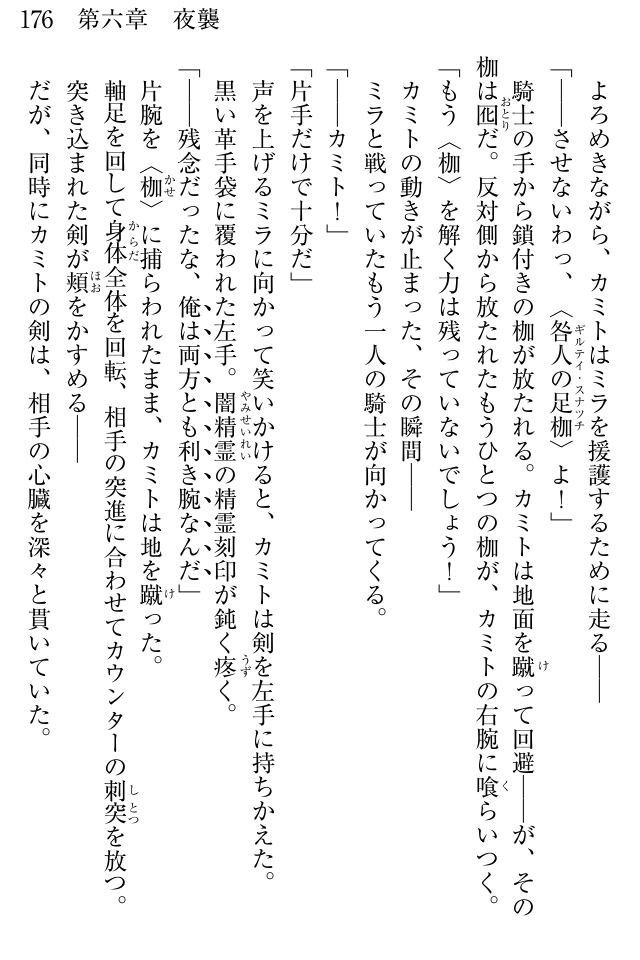 176　第六章　夜襲
よろめきながら、カミトはミラを援護するために走る――
「――させないわっ、〈咎人の足枷〉よ！」
ギルテイ・スナッチ
騎士の手から鎖付きの枷が放たれる。カミトは地面を蹴って回避――が、その
け
枷は囮だ。反対側から放たれたもうひとつの枷が、カミトの右腕に喰らいつく。
おとり
く
「もう〈枷〉を解く力は残っていないでしょう！」
カミトの動きが止まった、その瞬間――
ミラと戦っていたもう一人の騎士が向かってくる。
「――カミト！」
「片手だけで十分だ」
声を上げるミラに向かって笑いかけると、カミトは剣を左手に持ちかえた。
黒い革手袋に覆われた左手。闇精霊の精霊刻印が鈍く疼く。
やみせいれい
うず
「――残念だったな、俺は両方とも利き腕なんだ」
片腕を〈枷〉に捕らわれたまま、カミトは地を蹴った。
かせ
け
軸足を回して身体全体を回転、相手の突進に合わせてカウンターの刺突を放つ。
からだ
しとつ
突き込まれた剣が頬をかすめる――
ほお
だが、同時にカミトの剣は、相手の心臓を深々と貫いていた。